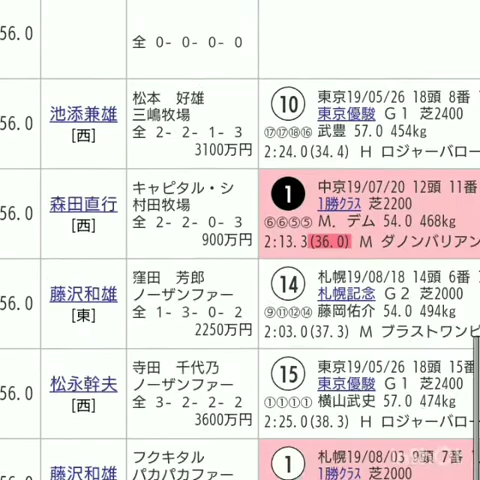 56.0
全 0- 0- 0- 0
56.0
池添兼雄
[西]
松本 好雄
三嶋牧場
全 2- 2- 1- 3
3100万円
10
東京19/05/26 18頭 8番
東京優駿 G1 芝2400
⑰⑰⑱⑯ 武豊 57.0 454kg
2:24.0(34.4) H ロジャーバロー
56.0
森田直行
[西]
キャピタル・シ
村田牧場
全 2- 2- 0- 3
900万円
1
中京19/07/20 12頭 11番
1勝クラス 芝2200
⑥⑥⑤⑤ M.デム 54.0 468kg
2:13.3(36.0) M ダノンバリアン
56.0
藤沢和雄
[東]
窪田 芳郎
ノーザンファー
全 1- 3- 0- 2
2250万円
14
札幌19/08/18 14頭 6番
札幌記念 G2 芝2000
⑨⑪⑫⑭ 藤岡佑介 54.0 494kg
2:03.0(37.3) M ブラストワンピ
56.0
松永幹夫
[西]
寺田 千代乃
ノーザンファー
全 3- 2- 2- 2
3600万円
15
東京19/05/26 18頭 15番
東京優駿 G1 芝2400
①①①① 横山武史 57.0 474kg
2:25.0(38.3) H ロジャーバロー
56.0
藤沢和雄
フクキタル
パカパカファー
1
札幌19/08/03 9頭 7番
1勝クラス 芝2000